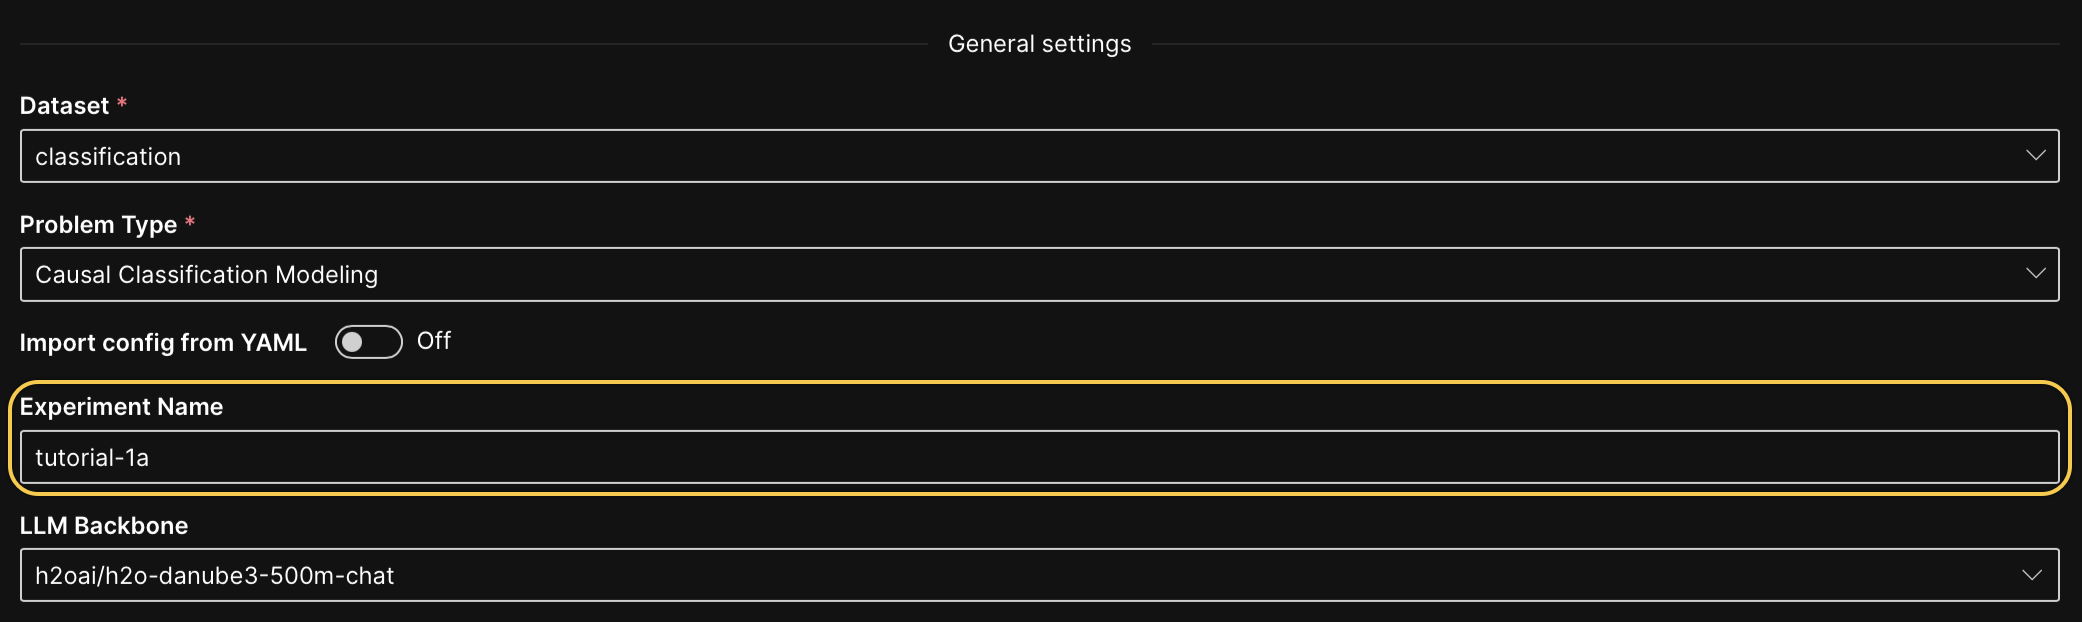 General settings
Dataset *
classification
Problem Type *
Causal Classification Modeling
Import config from YAML Off
Experiment Name
tutorial-1a
LLM Backbone
h2oai/h2o-danube3-500m-chat